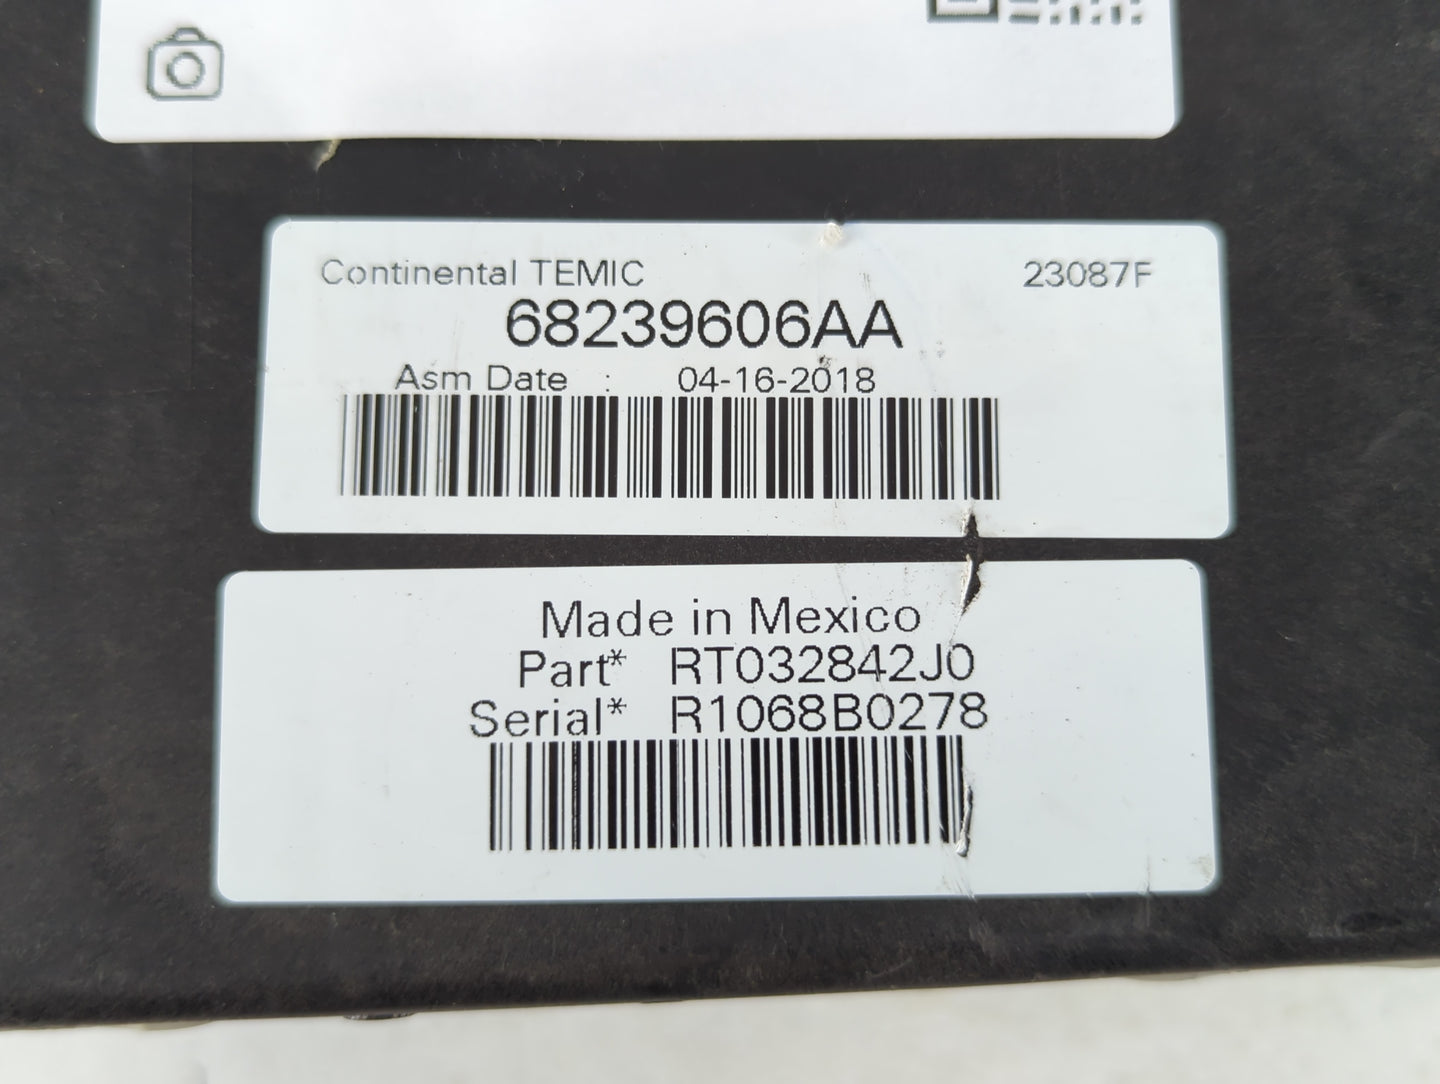 Continental TEMIC 23087F
68239606AA
Asm Date : 04-16-2018
Made in Mexico
Part* RT032842J0
Serial* R1068B0278